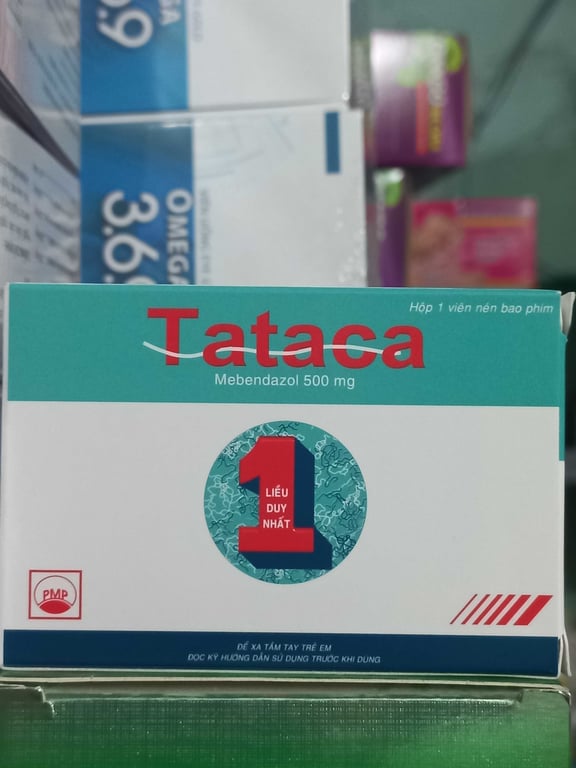 OMEGA
3.6.9
Hộp 1 viên nén bao phim
Tataca
Mebendazol 500 mg
1
LIỀU
DUY
NHẤT
PMP
ĐỂ XA TẦM TAY TRẺ EM
ĐỌC KỸ HƯỚNG DẪN SỬ DỤNG TRƯỚC KHI DÙNG